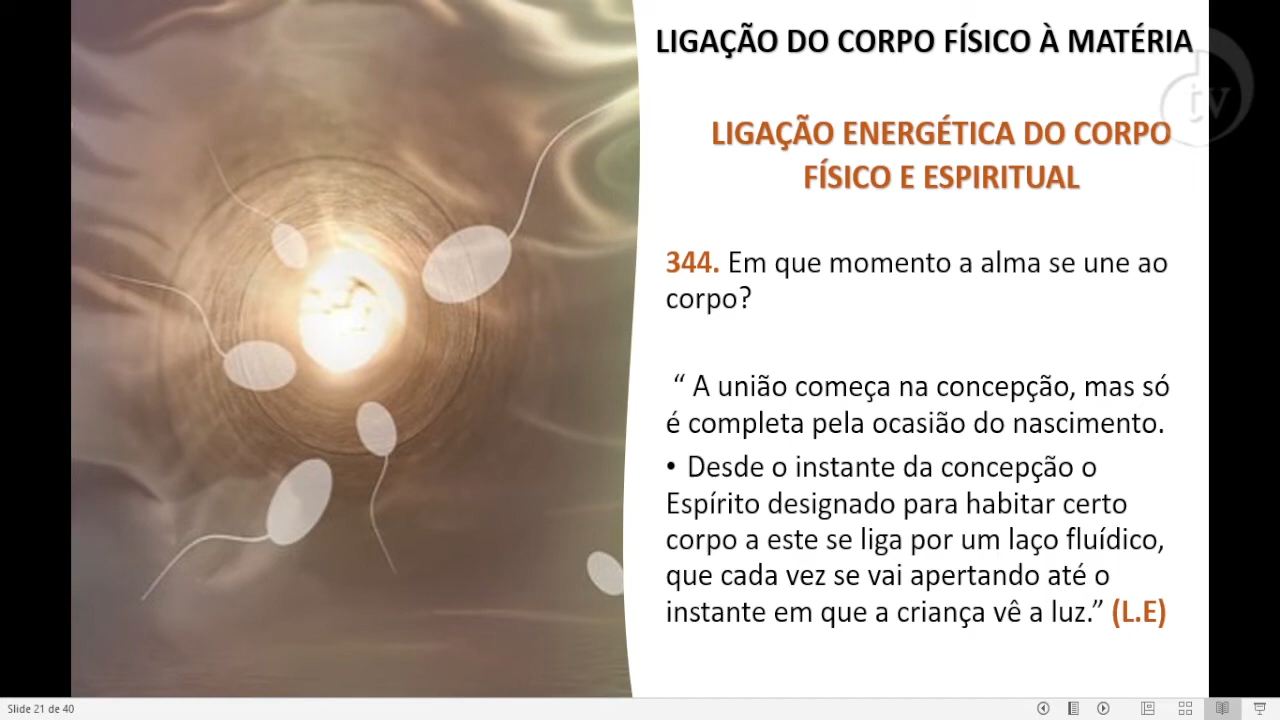 LIGAÇÃO DO CORPO FÍSICO À MATÉRIA
tv
LIGAÇÃO ENERGÉTICA DO CORPO
FÍSICO E ESPIRITUAL
344. Em que momento a alma se une ao
corpo?
“ A união começa na concepção, mas só
é completa pela ocasião do nascimento.
• Desde o instante da concepção o
Espírito designado para habitar certo
corpo a este se liga por um laço fluídico,
que cada vez se vai apertando até o
instante em que a criança vê a luz.” (L.E)
Slide 21 de 40